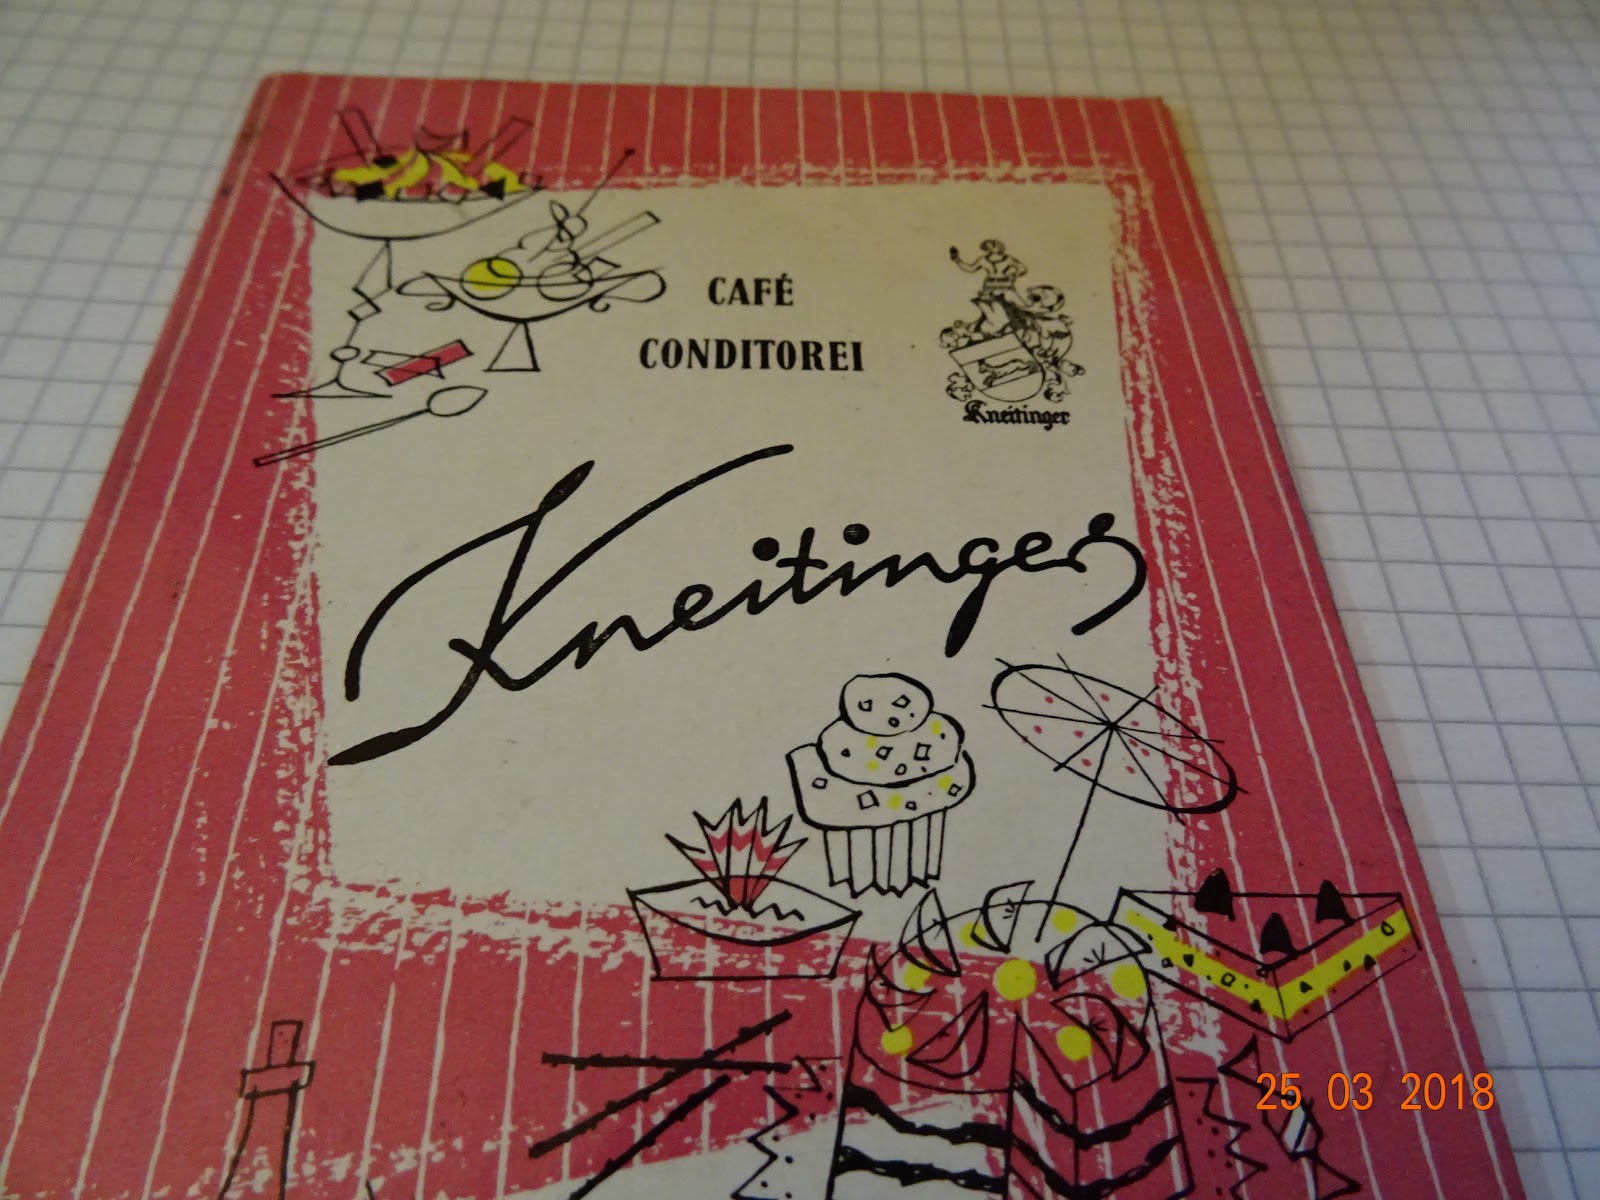 CAFÉ
CONDITOREI
Kneitinger
Kneitinger
25 03 2018